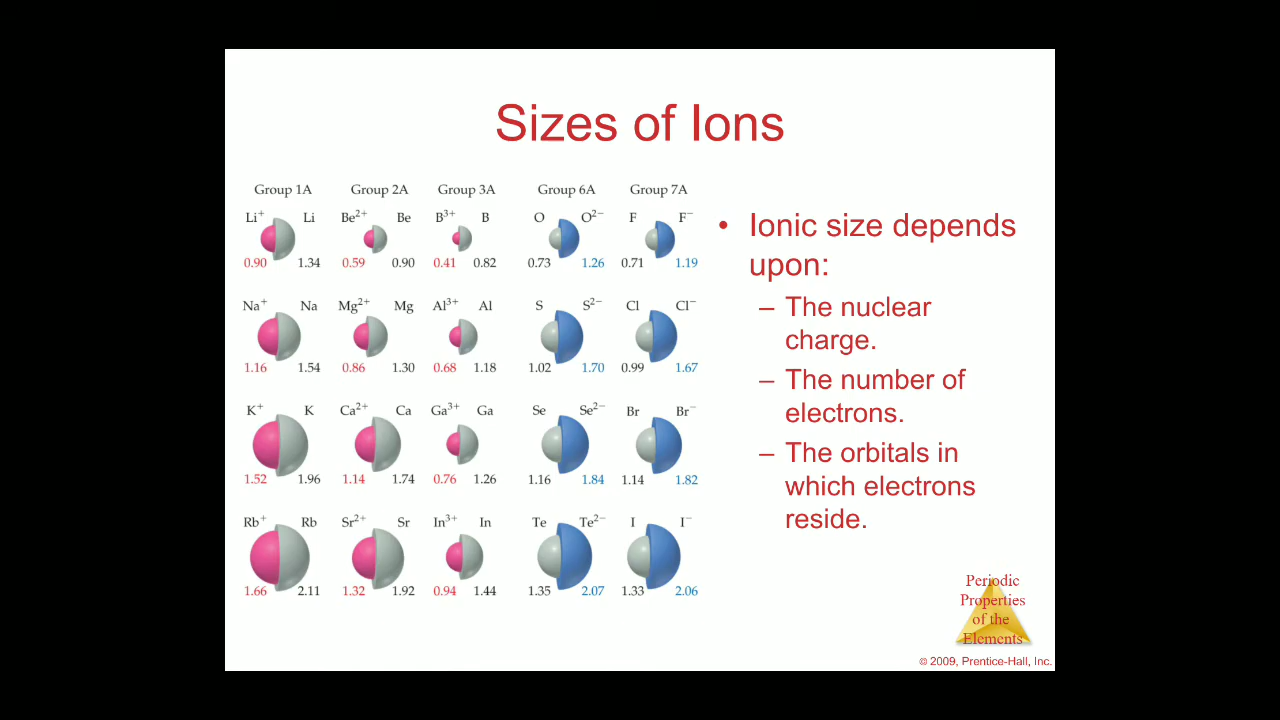 Sizes of Ions
Group 1A Group 2A Group 3A Group 6A Group 7A
Li⁺ Li Be²⁺ Be B³⁺ B O O²⁻ F F⁻
0.90 1.34 0.59 0.90 0.41 0.82 0.73 1.26 0.71 1.19
Na⁺ Na Mg²⁺ Mg Al³⁺ Al S S²⁻ Cl Cl⁻
1.16 1.54 0.86 1.30 0.68 1.18 1.02 1.70 0.99 1.67
K⁺ K Ca²⁺ Ca Ga³⁺ Ga Se Se²⁻ Br Br⁻
1.52 1.96 1.14 1.74 0.76 1.26 1.16 1.84 1.14 1.82
Rb⁺ Rb Sr²⁺ Sr In³⁺ In Te Te²⁻ I I⁻
1.66 2.11 1.32 1.92 0.94 1.44 1.35 2.07 1.33 2.06
• Ionic size depends
upon:
– The nuclear
charge.
– The number of
electrons.
– The orbitals in
which electrons
reside.
Periodic
Properties
of the
Elements
© 2009, Prentice-Hall, Inc.